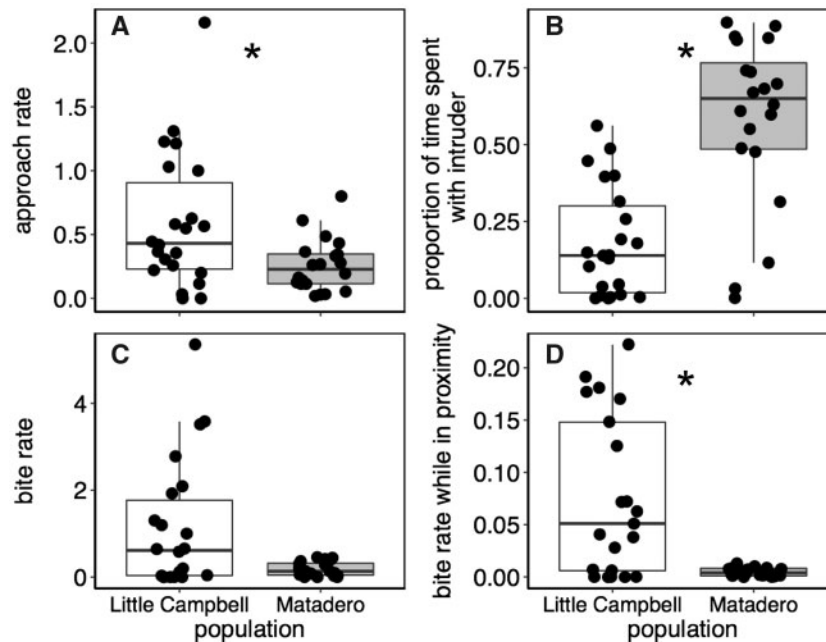 A
*
approach rate
2.0
1.5
1.0
0.5
0.0
B
*
proportion of time spent
with intruder
0.75
0.50
0.25
0.00
C
bite rate
4
2
0
Little Campbell
Matadero
population
D
*
bite rate while in proximity
0.20
0.15
0.10
0.05
0.00
Little Campbell
Matadero
population